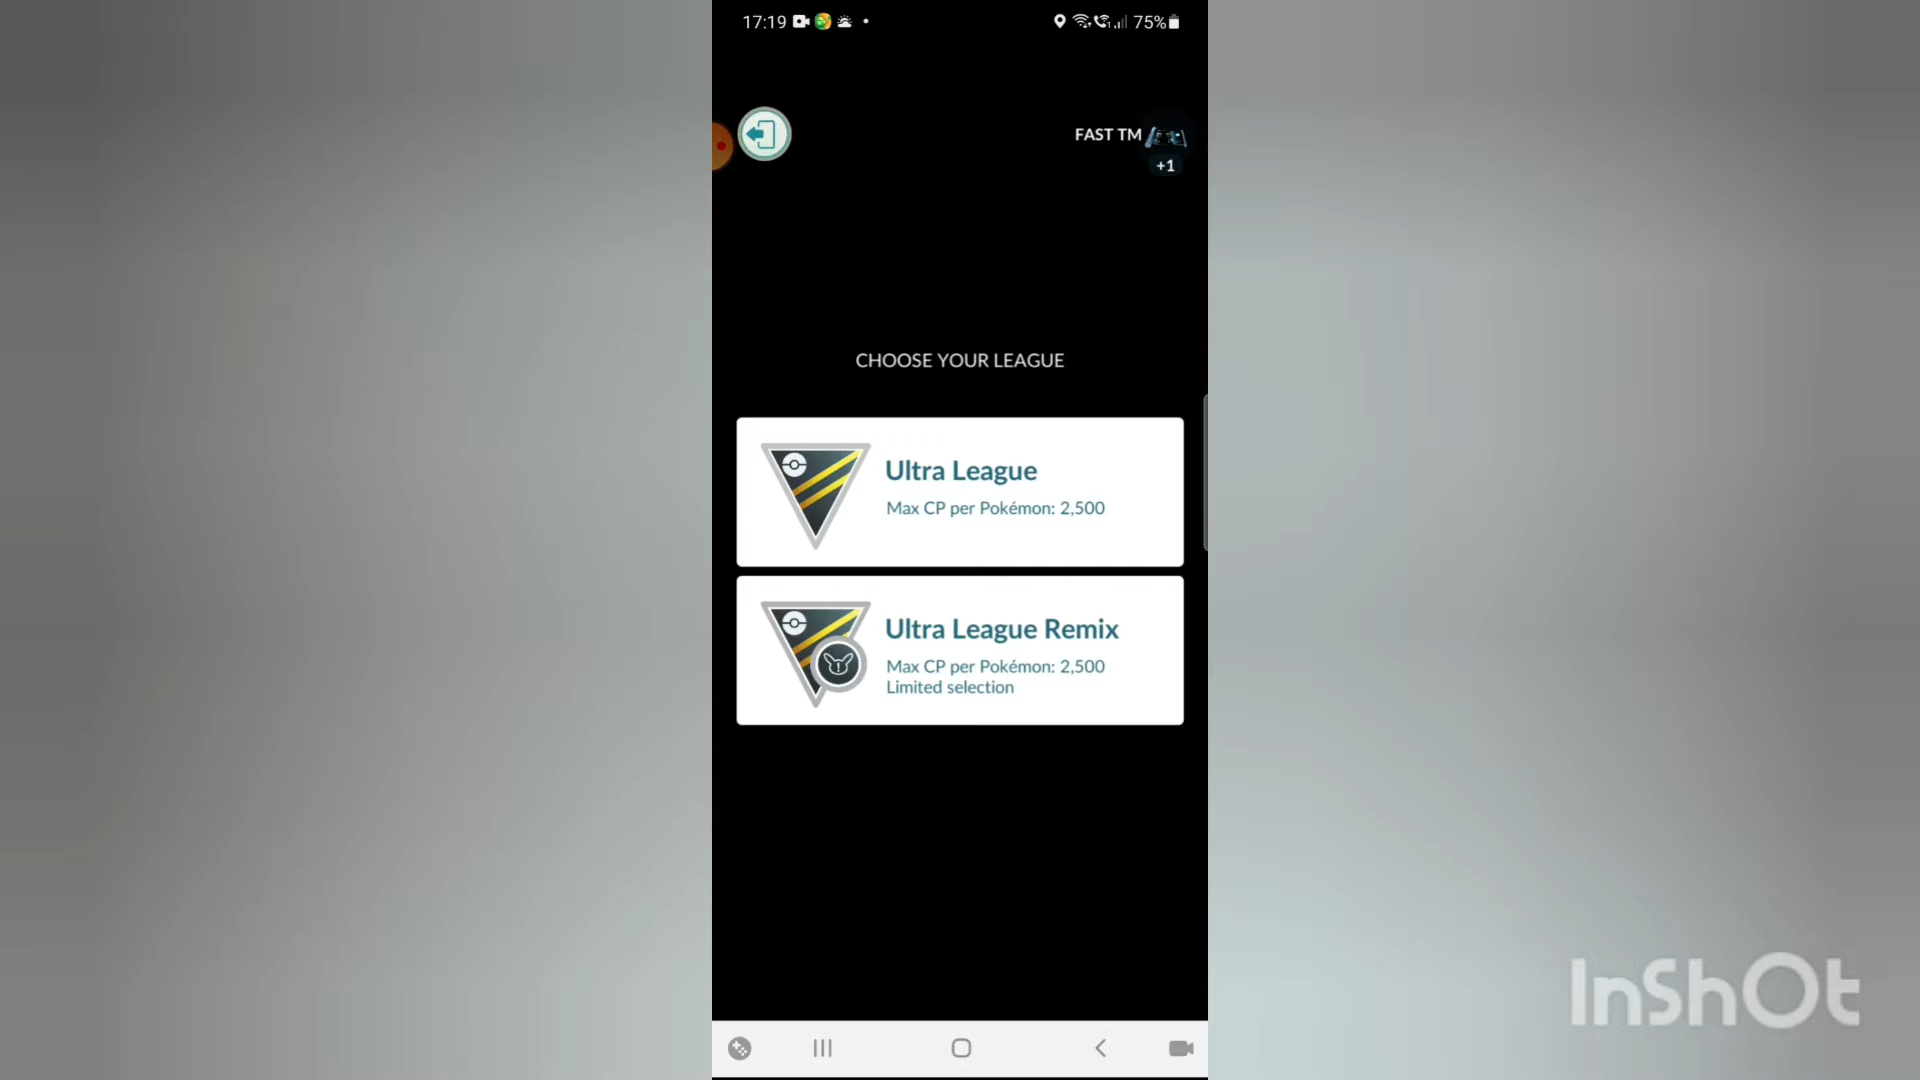 17:19
75%
FAST TM
+1
CHOOSE YOUR LEAGUE
Ultra League
Max CP per Pokémon: 2,500
Ultra League Remix
Max CP per Pokémon: 2,500
Limited selection
InShOt